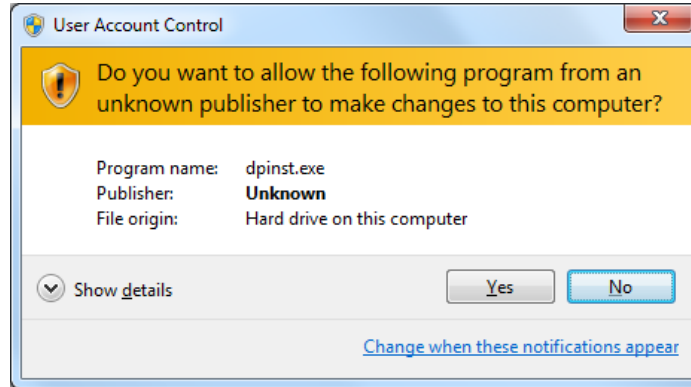 User Account Control
Do you want to allow the following program from an
unknown publisher to make changes to this computer?
Program name: dpinst.exe
Publisher: Unknown
File origin: Hard drive on this computer
Show details
Yes
No
Change when these notifications appear